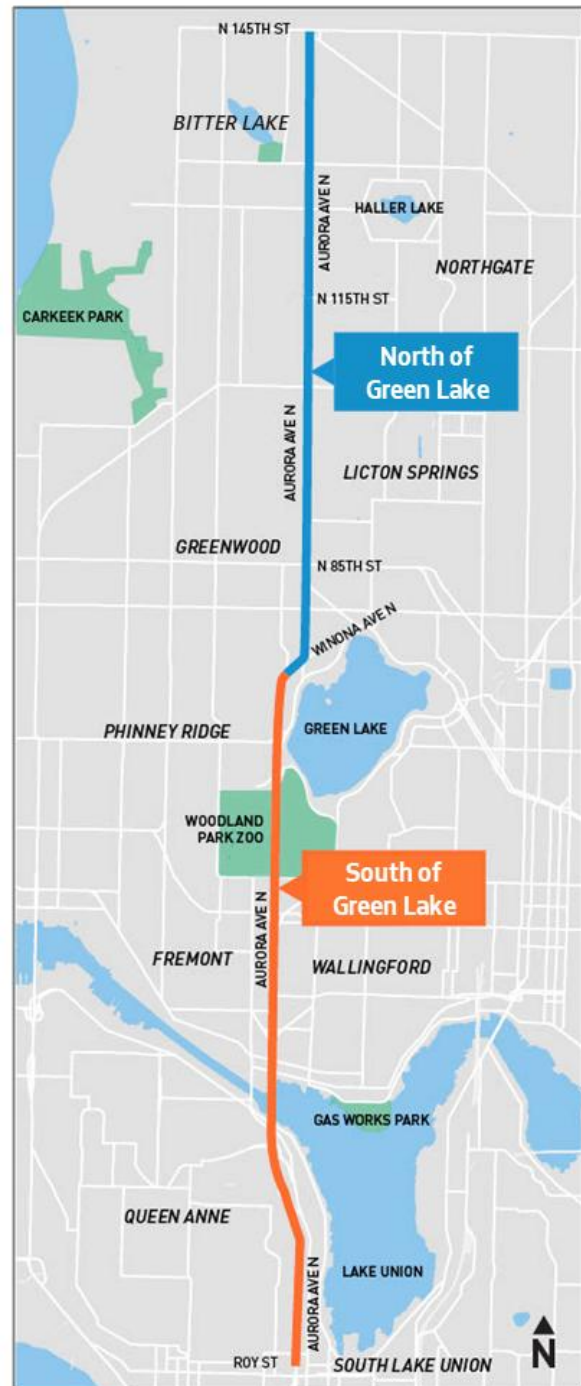 N 145TH ST
BITTER LAKE
AURORA AVE N
HALLER LAKE
NORTHGATE
N 115TH ST
CARKEEK PARK
North of
Green Lake
AURORA AVE N
LICTON SPRINGS
GREENWOOD
N 85TH ST
WINONA AVE N
PHINNEY RIDGE
GREEN LAKE
WOODLAND
PARK ZOO
South of
Green Lake
AURORA AVE N
FREMONT
WALLINGFORD
GAS WORKS PARK
QUEEN ANNE
LAKE UNION
AURORA AVE N
N
ROY ST
SOUTH LAKE UNION